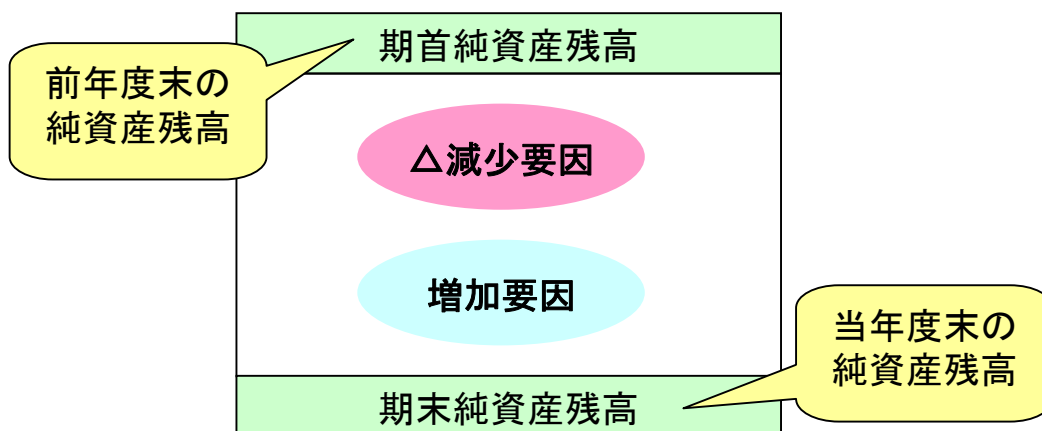 期首純資産残高
前年度末の
純資産残高
△減少要因
増加要因
当年度末の
純資産残高
期末純資産残高